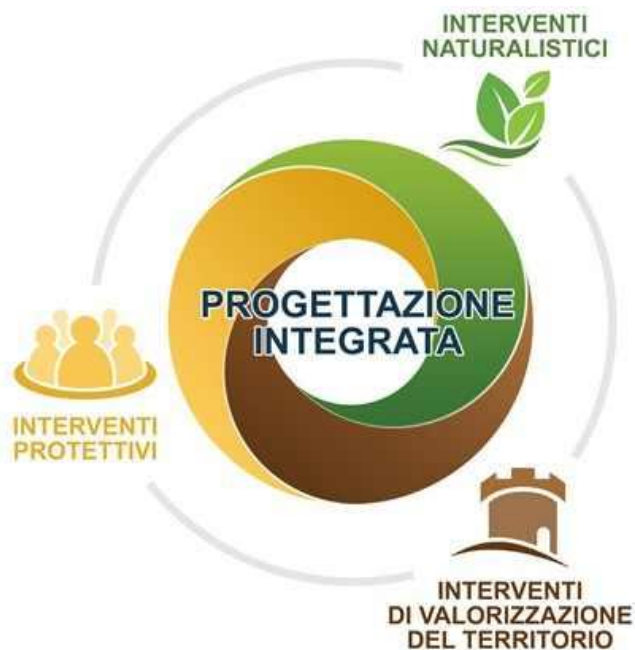 INTERVENTI
NATURALISTICI
PROGETTAZIONE
INTEGRATA
INTERVENTI
PROTETTIVI
INTERVENTI
DI VALORIZZAZIONE
DEL TERRITORIO